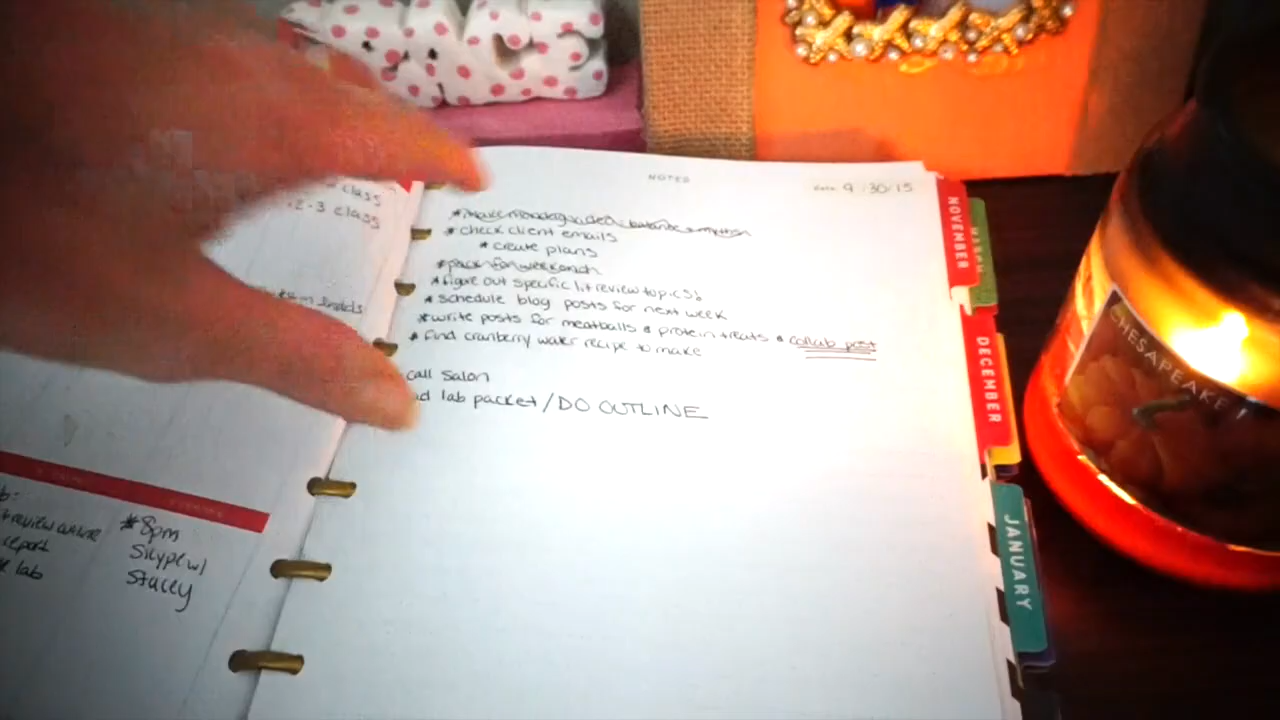 class
2-3 class
8pm
Skype w/
Stacey
report
lab
NOTES
date: 9/30/15
* check client emails
* create plans
* figure out specific lit review topics!
* schedule blog posts for next week
* write posts for meatballs & protein treats & collab post
* find cranberry water recipe to make
call salon
lab packet / DO OUTLINE
NOVEMBER
DECEMBER
JANUARY
CHESAPEAKE